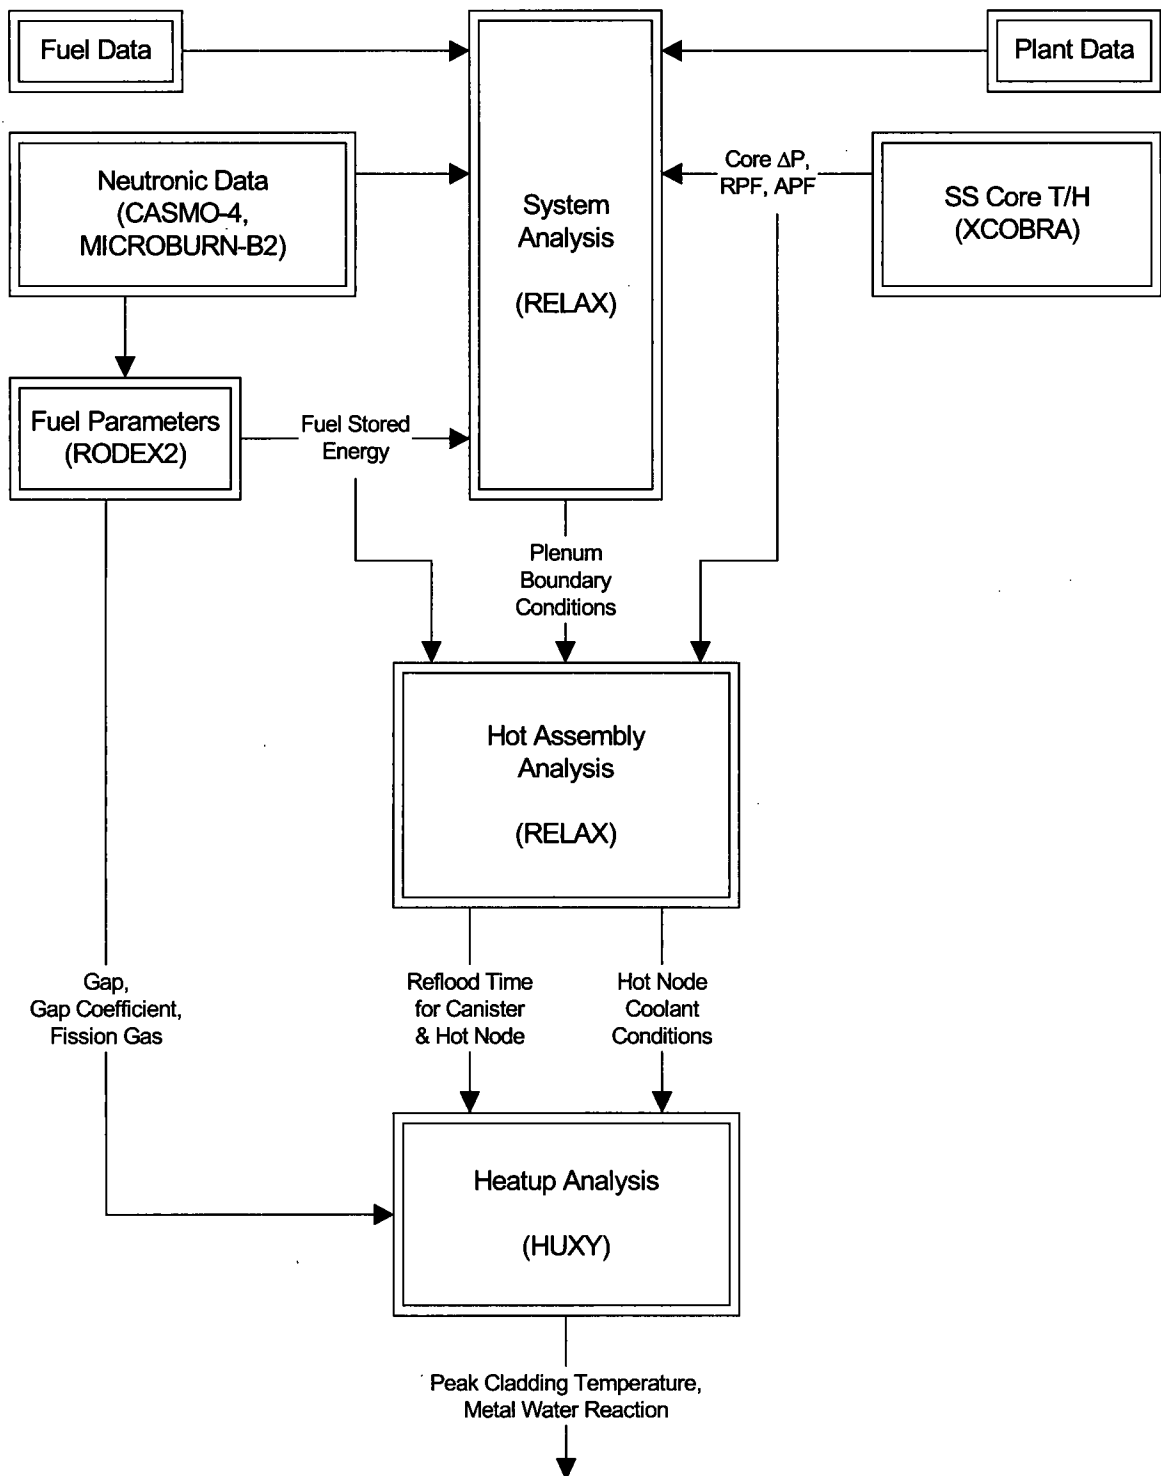 Fuel Data
Plant Data
Neutronic Data
(CASMO-4,
MICROBURN-B2)
System
Analysis
(RELAX)
Core ΔP,
RPF, APF
SS Core T/H
(XCOBRA)
Fuel Parameters
(RODEX2)
Fuel Stored
Energy
Plenum
Boundary
Conditions
Hot Assembly
Analysis
(RELAX)
Gap,
Gap Coefficient,
Fission Gas
Reflood Time
for Canister
& Hot Node
Hot Node
Coolant
Conditions
Heatup Analysis
(HUXY)
Peak Cladding Temperature,
Metal Water Reaction